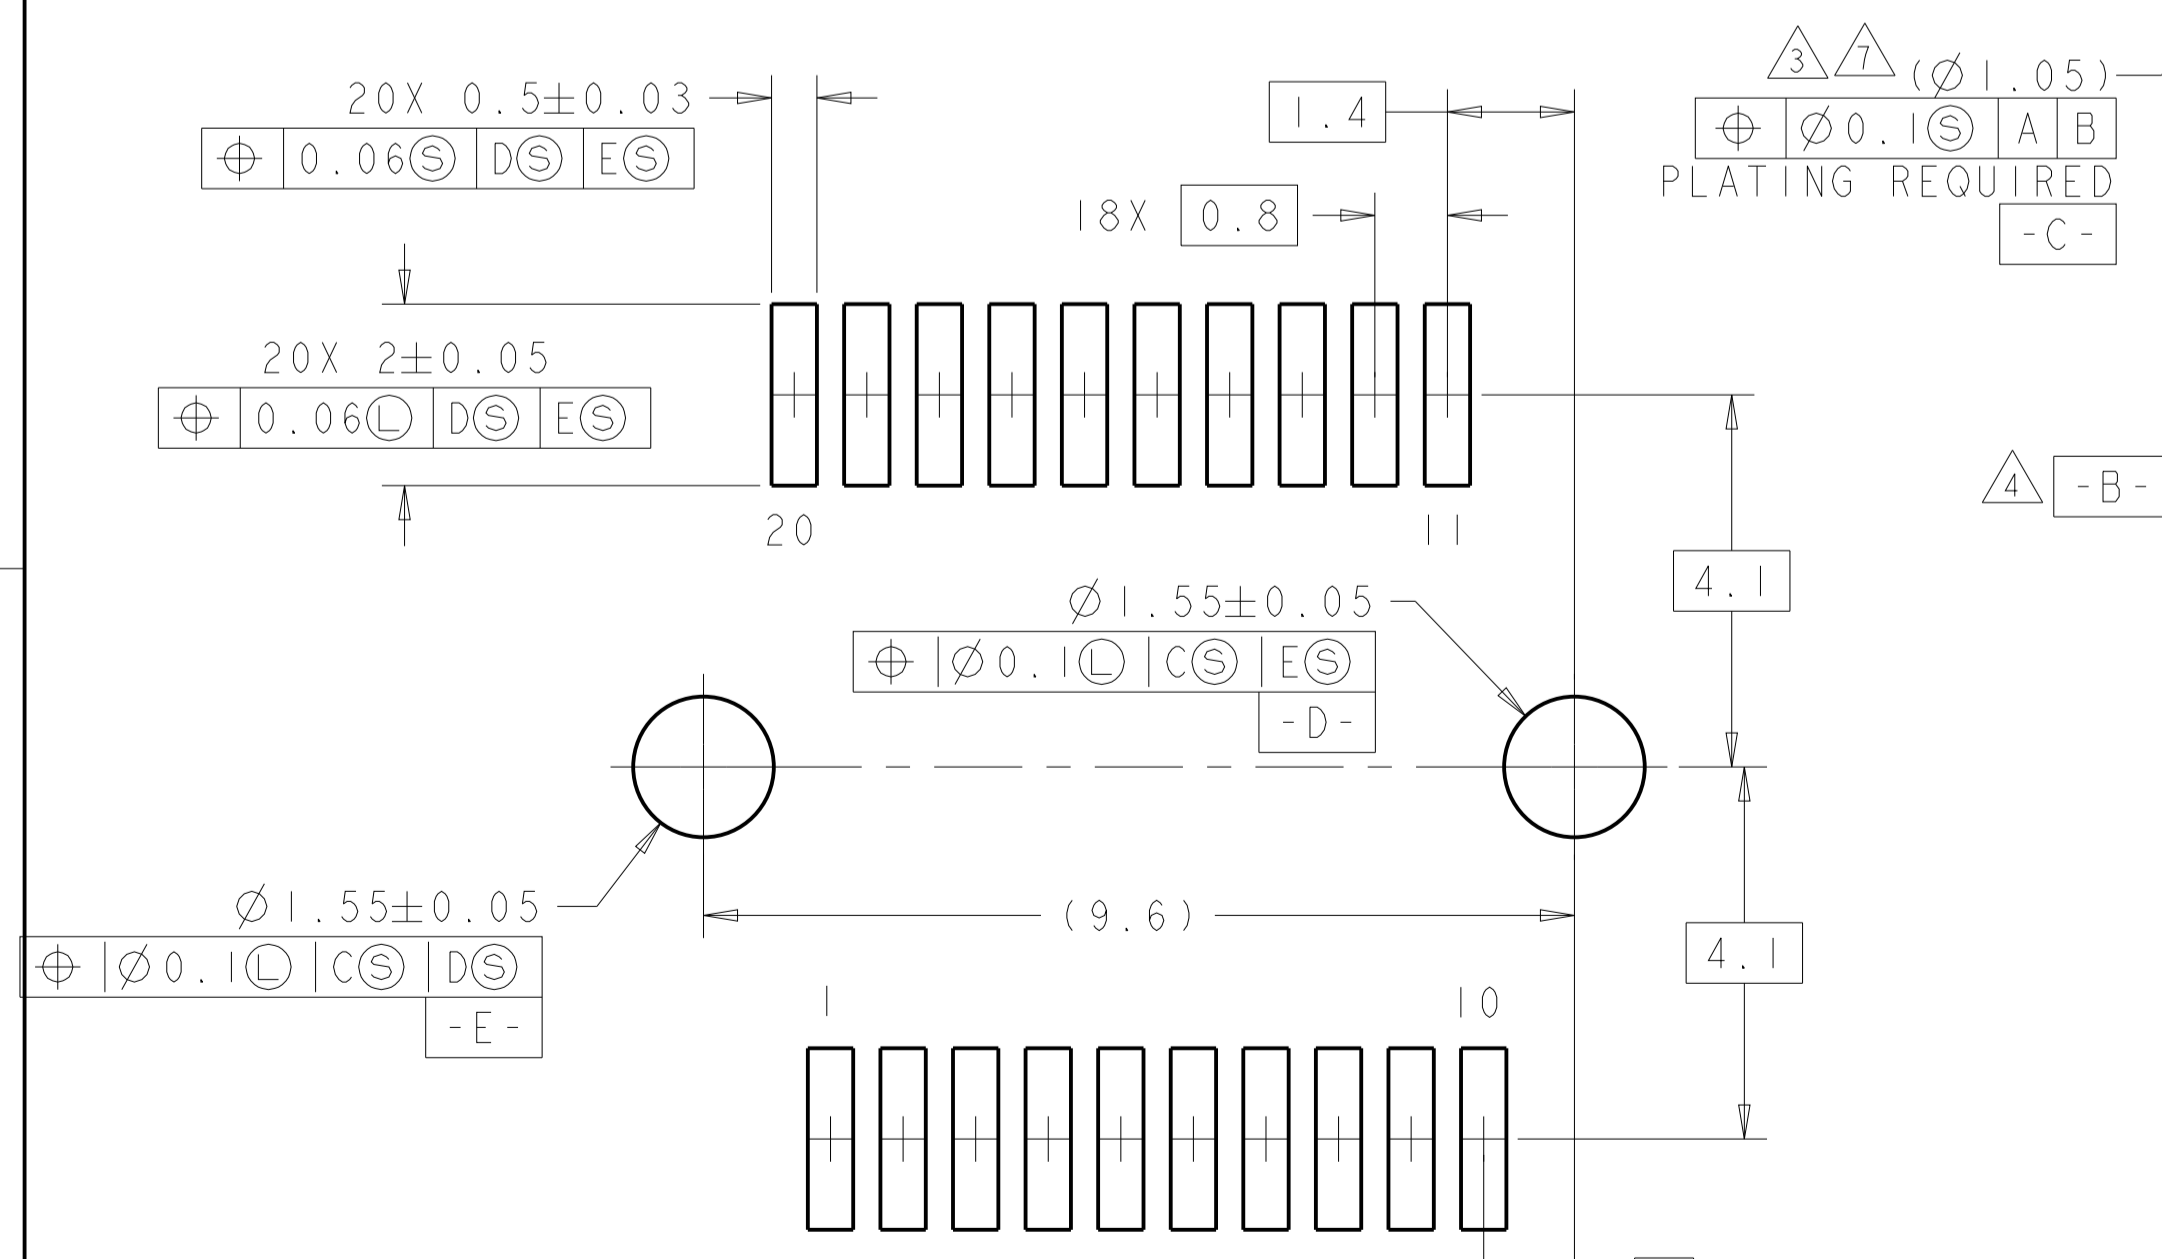 20X 0.5±0.03
⌖ 0.06Ⓢ DⓈ EⓈ
1.4
3 7 (Ø1.05)
⌖ Ø0.1Ⓢ A B
PLATING REQUIRED
-C-
18X 0.8
20X 2±0.05
⌖ 0.06Ⓛ DⓈ EⓈ
4 -B-
20 11
4.1
Ø1.55±0.05
⌖ Ø0.1Ⓛ CⓈ EⓈ
-D-
Ø1.55±0.05
⌖ Ø0.1Ⓛ CⓈ DⓈ
-E-
(9.6)
4.1
1 10